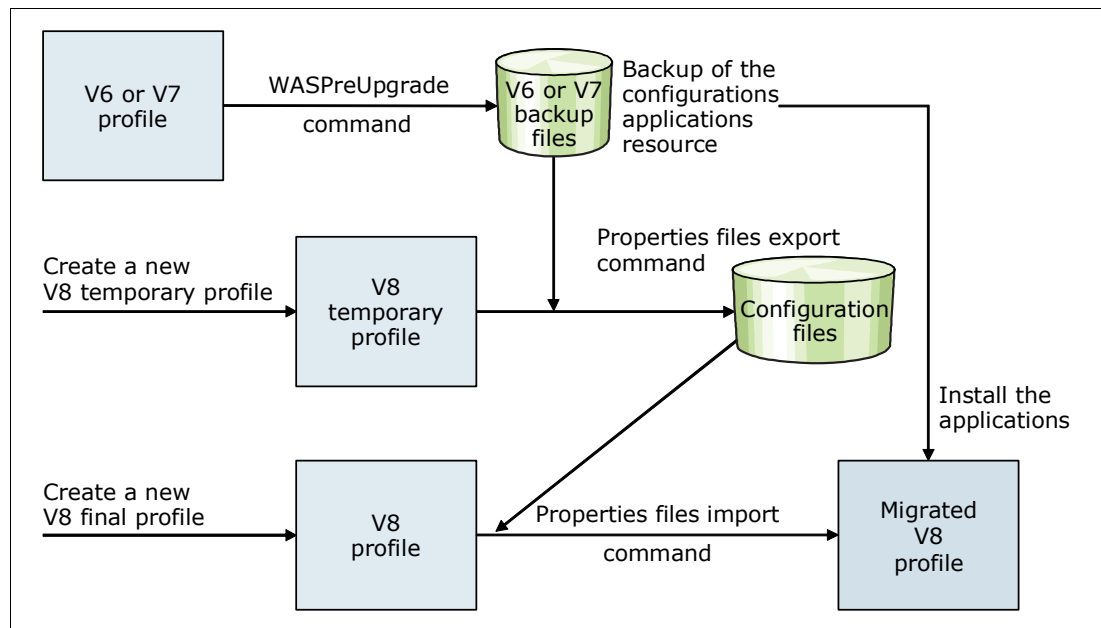 V6 or V7
profile
WASPreUpgrade
command
V6 or V7
backup
files
Backup of the
configurations
applications
resource
Create a new
V8 temporary profile
V8
temporary
profile
Properties files export
command
Configuration
files
Install the
applications
Create a new
V8 final profile
V8
profile
Properties files import
command
Migrated
V8
profile